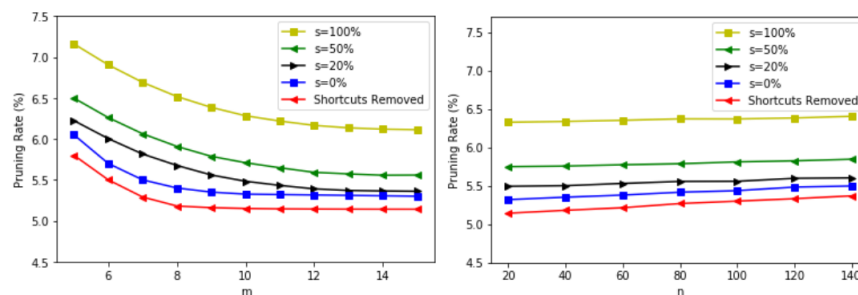 7.5
7.0
6.5
6.0
5.5
5.0
4.5
Pruning Rate (%)
s=100%
s=50%
s=20%
s=0%
Shortcuts Removed
6 8 10 12 14
m
7.5
7.0
6.5
6.0
5.5
5.0
4.5
Pruning Rate (%)
s=100%
s=50%
s=20%
s=0%
Shortcuts Removed
20 40 60 80 100 120 140
n